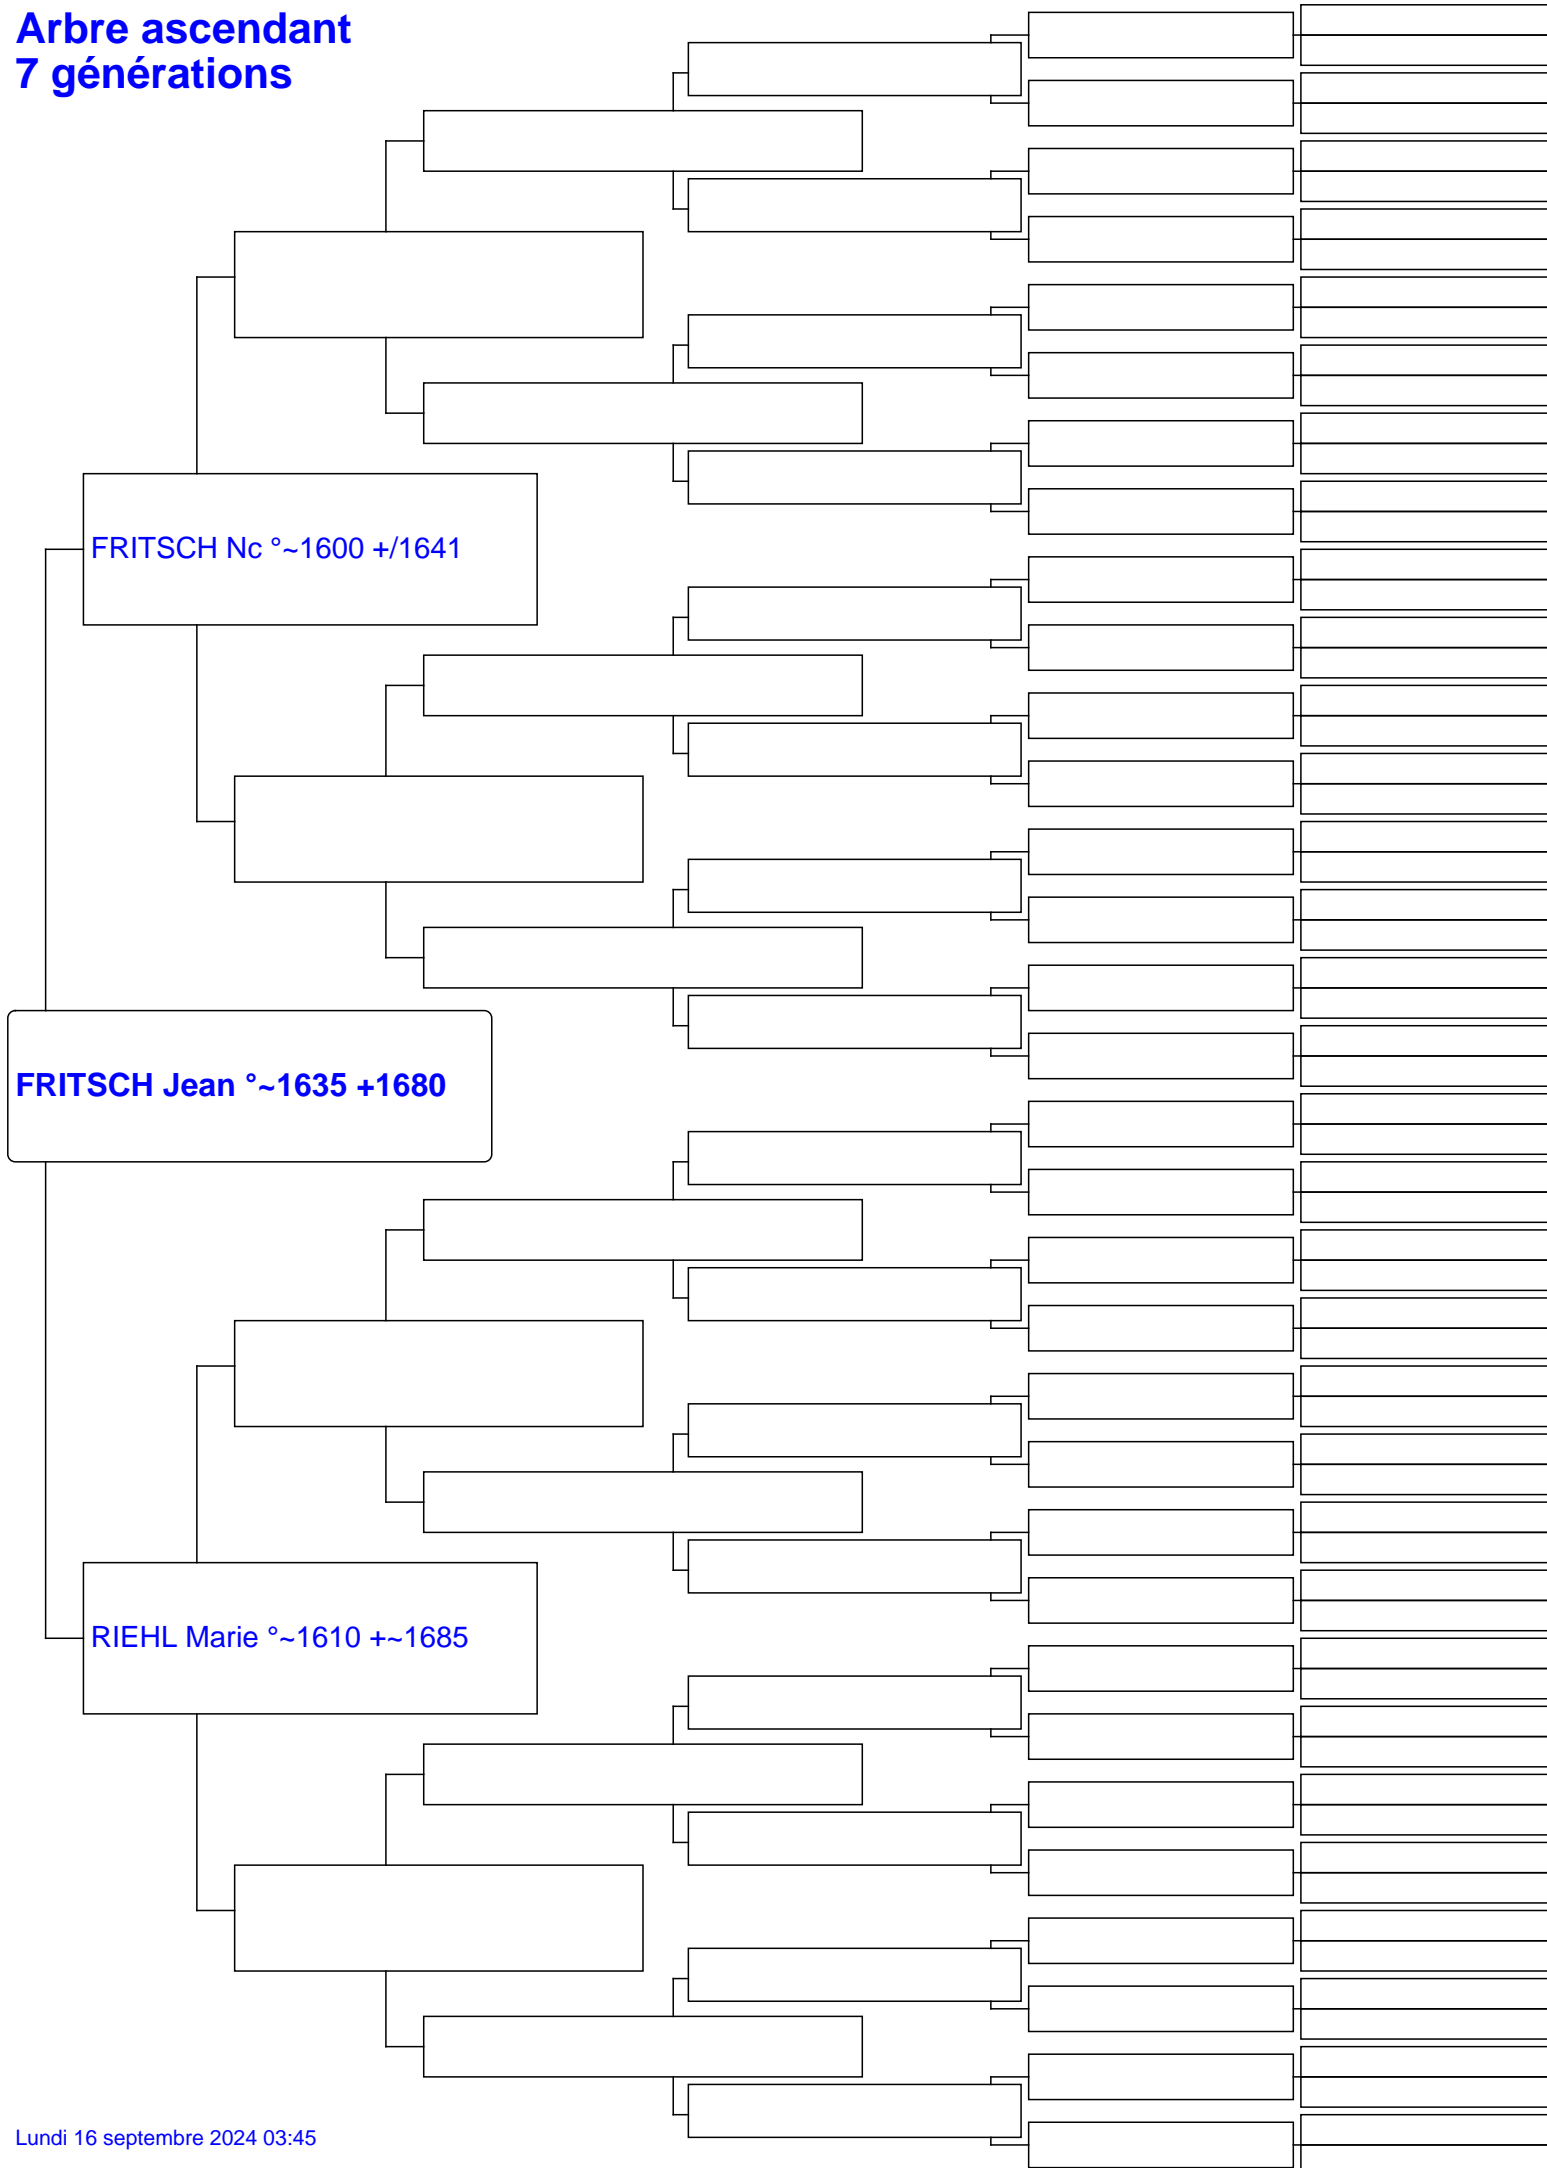 Arbre ascendant
7 générations
FRITSCH Nc °~1600 +/1641
FRITSCH Jean °~1635 +1680
RIEHL Marie °~1610 +~1685
Lundi 16 septembre 2024 03:45